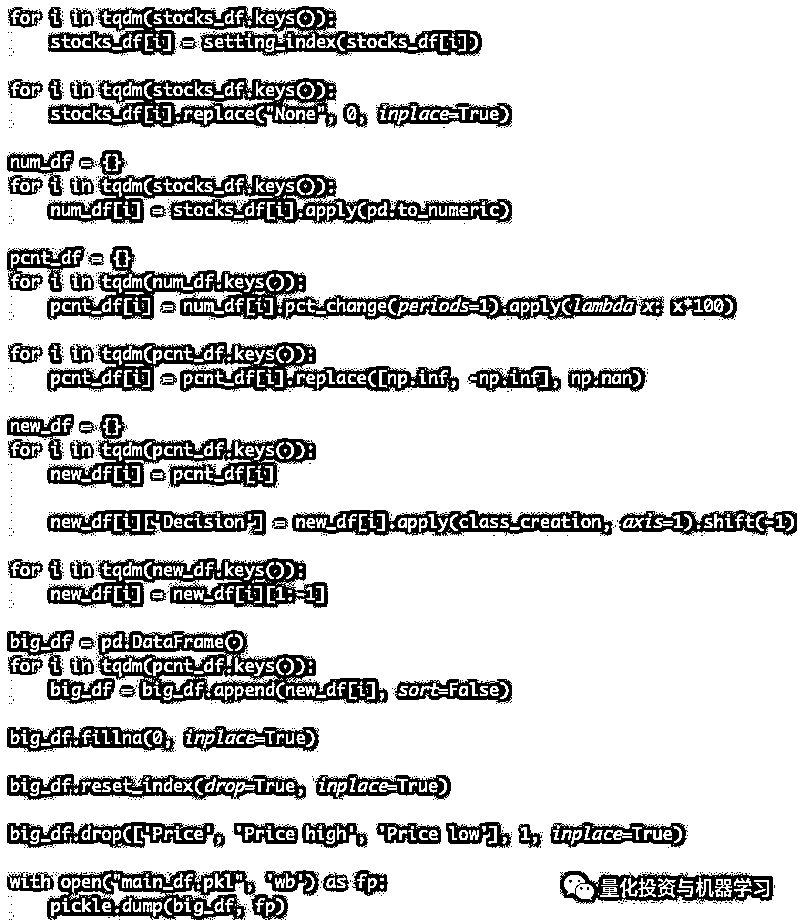 for i in tqdm(stocks_df.keys()):
    stocks_df[i] = setting_index(stocks_df[i])
for i in tqdm(stocks_df.keys()):
    stocks_df[i].replace("None", 0, inplace=True)
num_df = {}
for i in tqdm(stocks_df.keys()):
    num_df[i] = stocks_df[i].apply(pd.to_numeric)
pcnt_df = {}
for i in tqdm(num_df.keys()):
    pcnt_df[i] = num_df[i].pct_change(periods=1).apply(lambda x: x*100)
for i in tqdm(pcnt_df.keys()):
    pcnt_df[i] = pcnt_df[i].replace([np.inf, -np.inf], np.nan)
new_df = {}
for i in tqdm(pcnt_df.keys()):
    new_df[i] = pcnt_df[i]
    new_df[i]['Decision'] = new_df[i].apply(class_creation, axis=1).shift(-1)
for i in tqdm(new_df.keys()):
    new_df[i] = new_df[i][1:-1]
big_df = pd.DataFrame()
for i in tqdm(pcnt_df.keys()):
    big_df = big_df.append(new_df[i], sort=False)
big_df.fillna(0, inplace=True)
big_df.reset_index(drop=True, inplace=True)
big_df.drop(['Price', 'Price high', 'Price low'], 1, inplace=True)
with open("main_df.pkl", 'wb') as fp:
    pickle.dump(big_df, fp)
量化投资与机器学习